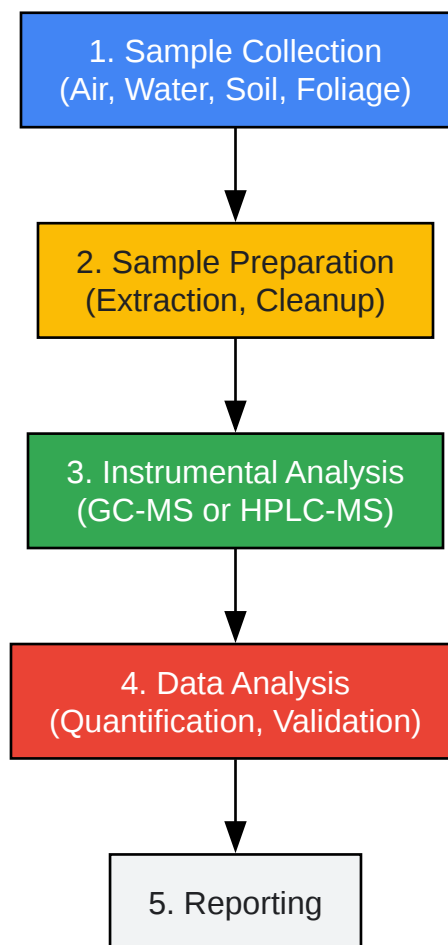 1. Sample Collection
(Air, Water, Soil, Foliage)
2. Sample Preparation
(Extraction, Cleanup)
3. Instrumental Analysis
(GC-MS or HPLC-MS)
4. Data Analysis
(Quantification, Validation)
5. Reporting